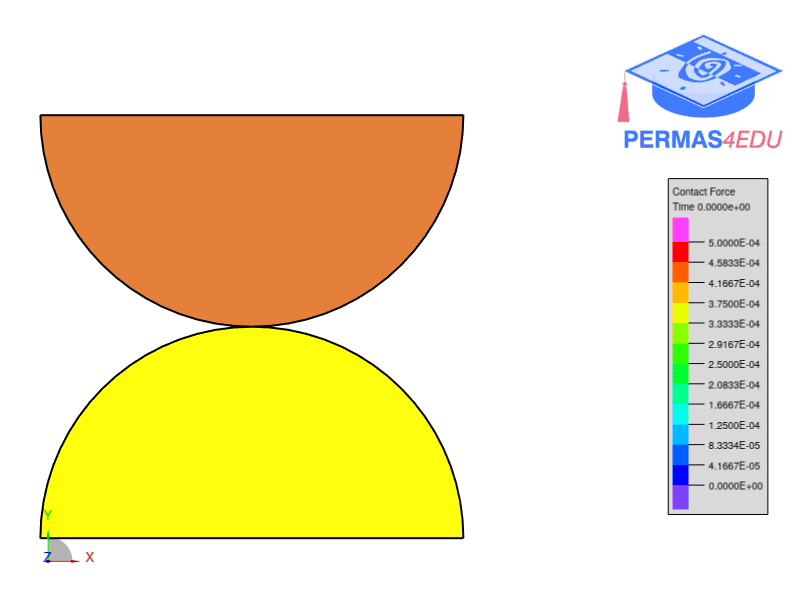 PERMAS4EDU
Contact Force
Time 0.0000e+00
5.0000E-04
4.5833E-04
4.1667E-04
3.7500E-04
3.3333E-04
2.9167E-04
2.5000E-04
2.0833E-04
1.6667E-04
1.2500E-04
8.3334E-05
4.1667E-05
0.0000E+00
Y
Z X